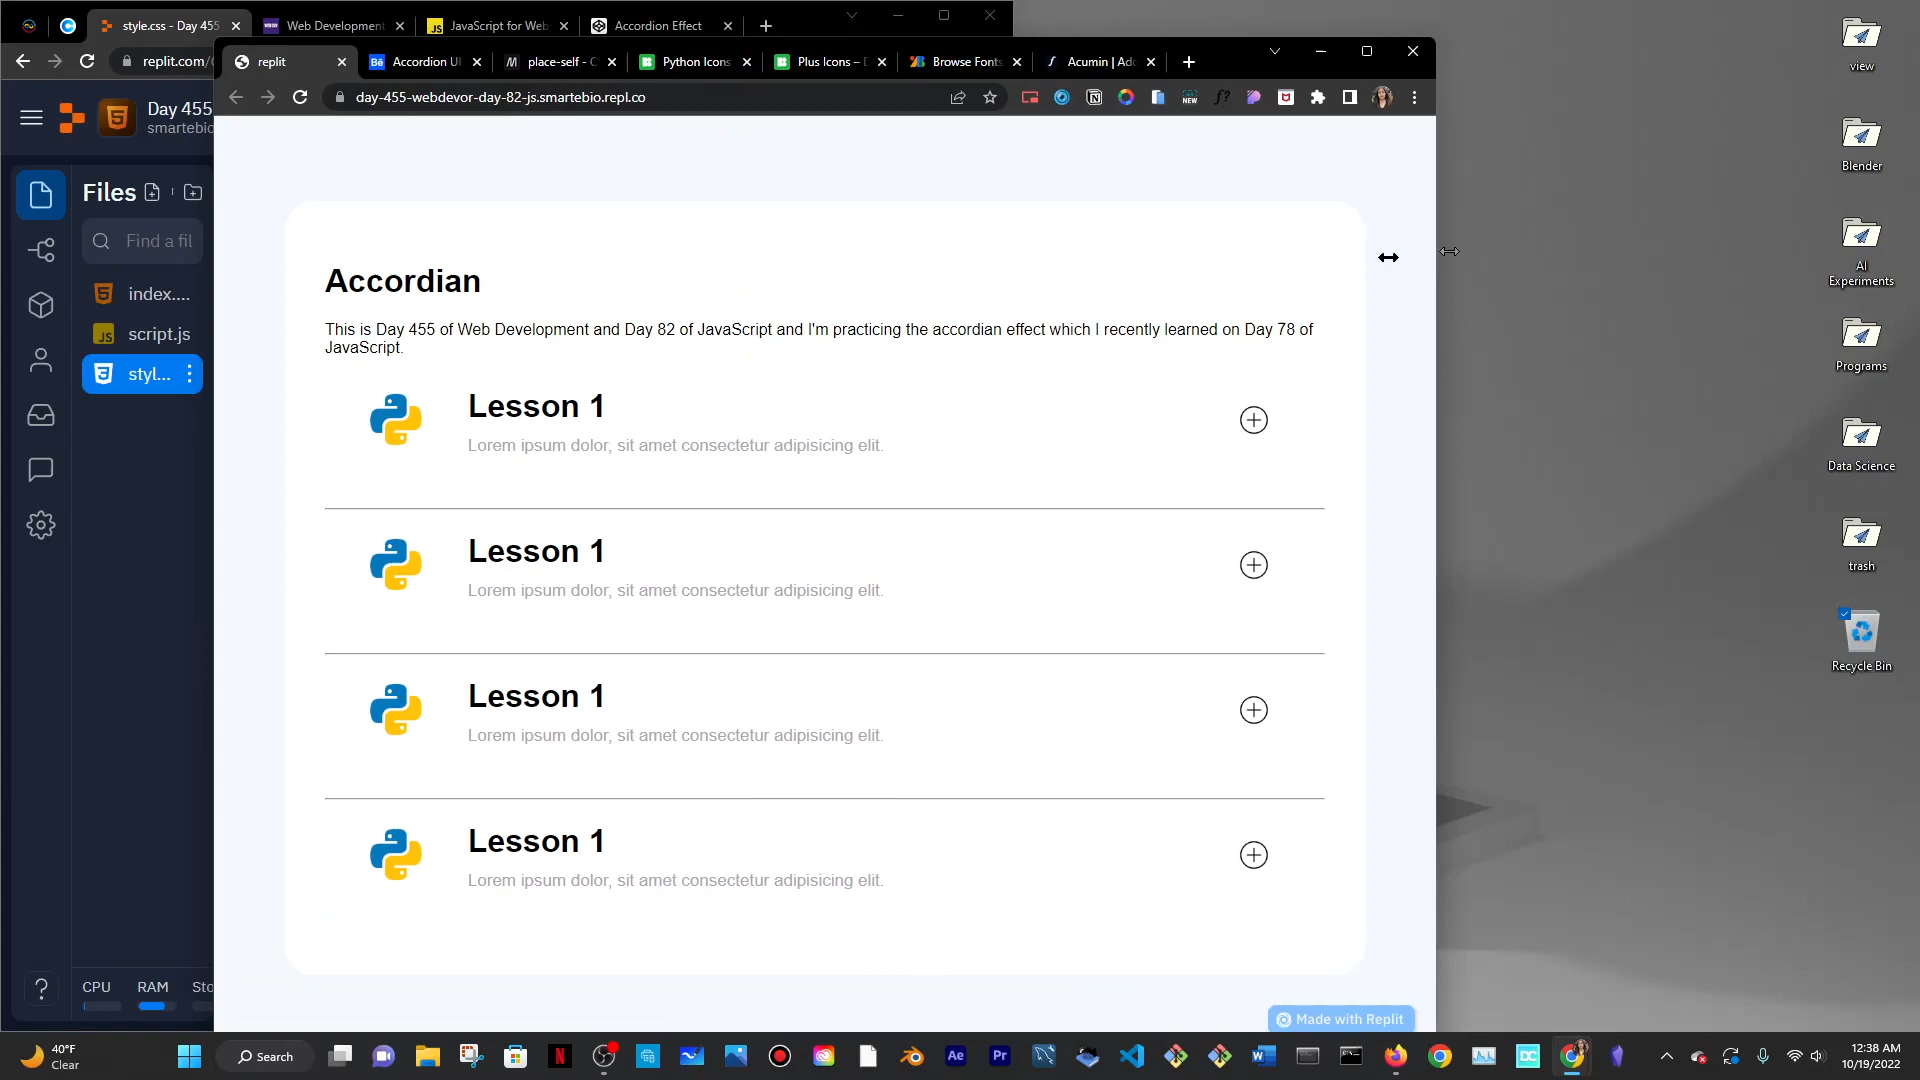 style.css - Day 455
Web Development
JavaScript for Web
Accordion Effect
replit.com/
replit
Accordion UI
place-self - C
Python Icons
Plus Icons –
Browse Fonts
Acumin | Ado
day-455-webdevor-day-82-js.smartebio.repl.co
NEW
Day 455
smartebio
Files
Find a fil
index....
script.js
styl...
Accordian
This is Day 455 of Web Development and Day 82 of JavaScript and I'm practicing the accordion effect which I recently learned on Day 78 of
JavaScript.
Lesson 1
Lorem ipsum dolor, sit amet consectetur adipisicing elit.
Lesson 1
Lorem ipsum dolor, sit amet consectetur adipisicing elit.
Lesson 1
Lorem ipsum dolor, sit amet consectetur adipisicing elit.
Lesson 1
Lorem ipsum dolor, sit amet consectetur adipisicing elit.
Made with Replit
CPU
RAM
Sto
view
Blender
AI
Experiments
Programs
Data Science
trash
Recycle Bin
40°F
Clear
Search
12:38 AM
10/19/2022